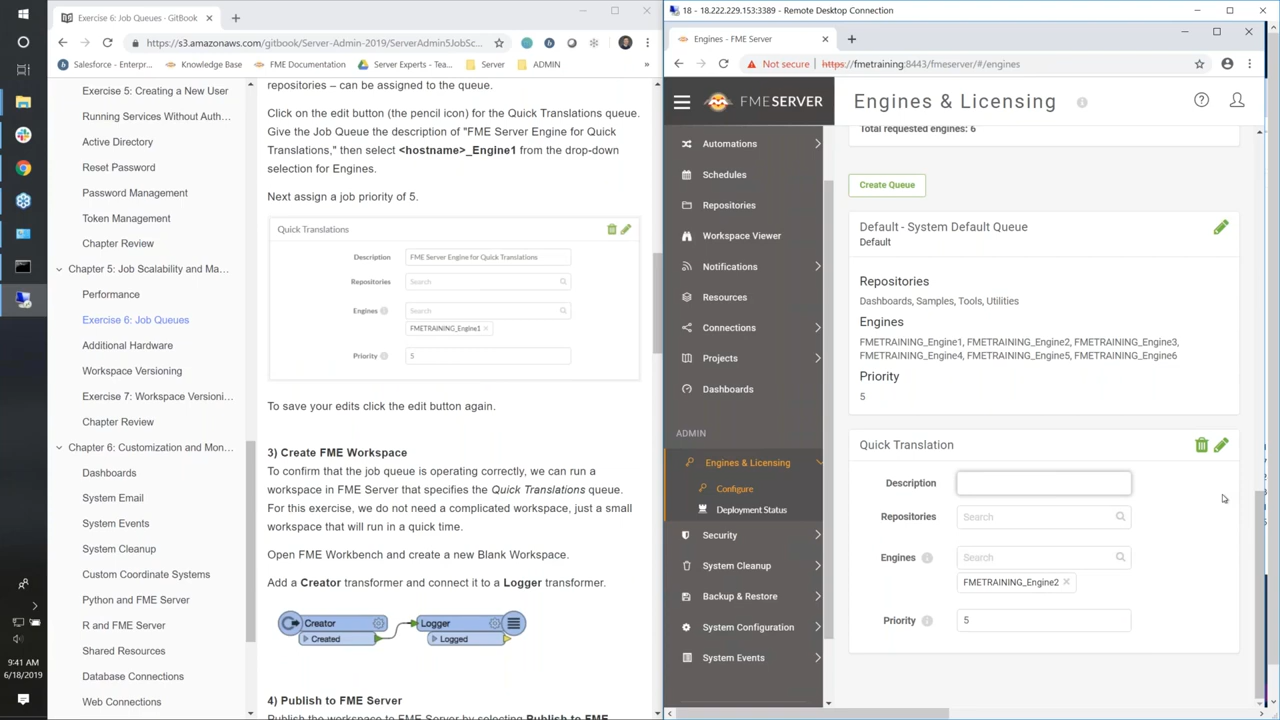 Exercise 6: Job Queues - GitBook
https://s3.amazonaws.com/gitbook/Server-Admin-2019/ServerAdmin5JobSc...
Salesforce - Enterpr...
Knowledge Base
FME Documentation
Server Experts - Tea...
Server
ADMIN
»
Exercise 5: Creating a New User
Running Services Without Auth...
Active Directory
Reset Password
Password Management
Token Management
Chapter Review
Chapter 5: Job Scalability and Ma...
Performance
Exercise 6: Job Queues
Additional Hardware
Workspace Versioning
Exercise 7: Workspace Versioni...
Chapter Review
Chapter 6: Customization and Mon...
Dashboards
System Email
System Events
System Cleanup
Custom Coordinate Systems
Python and FME Server
R and FME Server
Shared Resources
Database Connections
Web Connections
9:41 AM
6/18/2019
repositories – can be assigned to the queue.
Click on the edit button (the pencil icon) for the Quick Translations queue.
Give the Job Queue the description of "FME Server Engine for Quick
Translations," then select <hostname>_Engine1 from the drop-down
selection for Engines.
Next assign a job priority of 5.
Quick Translations
Description
FME Server Engine for Quick Translations
Repositories
Search
Engines
Search
FMETRAINING_Engine1 ×
Priority
5
To save your edits click the edit button again.
3) Create FME Workspace
To confirm that the job queue is operating correctly, we can run a
workspace in FME Server that specifies the Quick Translations queue.
For this exercise, we do not need a complicated workspace, just a small
workspace that will run in a quick time.
Open FME Workbench and create a new Blank Workspace.
Add a Creator transformer and connect it to a Logger transformer.
Creator
Created
Logger
Logged
4) Publish to FME Server
Publish the workspace to FME Server by selecting Publish to FME
18 - 18.222.229.153:3389 - Remote Desktop Connection
Engines - FME Server
Not secure
https://fmetraining:8443/fmeserver/#/engines
FMESERVER
Engines & Licensing
Automations
Schedules
Repositories
Workspace Viewer
Notifications
Resources
Connections
Projects
Dashboards
ADMIN
Engines & Licensing
Configure
Deployment Status
Security
System Cleanup
Backup & Restore
System Configuration
System Events
Total requested engines: 6
Create Queue
Default - System Default Queue
Default
Repositories
Dashboards, Samples, Tools, Utilities
Engines
FMETRAINING_Engine1, FMETRAINING_Engine2, FMETRAINING_Engine3,
FMETRAINING_Engine4, FMETRAINING_Engine5, FMETRAINING_Engine6
Priority
5
Quick Translation
Description
Repositories
Search
Engines
Search
FMETRAINING_Engine2 ×
Priority
5